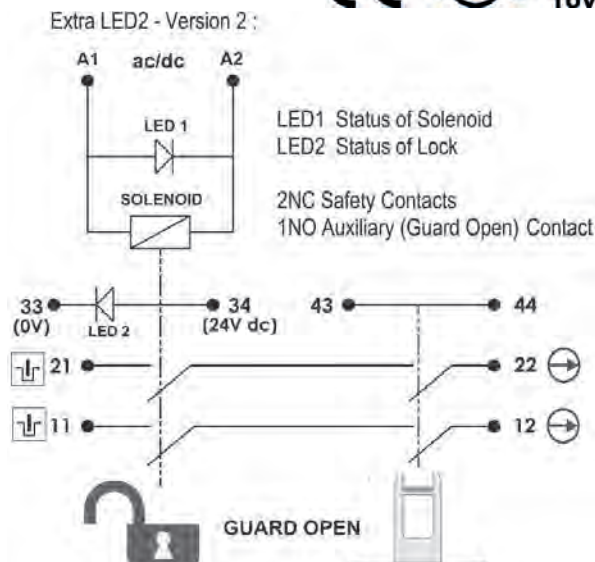 Extra LED2 - Version 2 :
A1 ac/dc A2
LED 1
LED1 Status of Solenoid
LED2 Status of Lock
SOLENOID
2NC Safety Contacts
1NO Auxiliary (Guard Open) Contact
33 34 43 44
(0V) LED 2 (24V dc)
21 22
11 12
GUARD OPEN